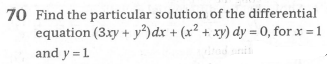 70 Find the particular solution of the differential
equation (3xy + y²)dx + (x² + xy) dy = 0, for x = 1
and y = 1.